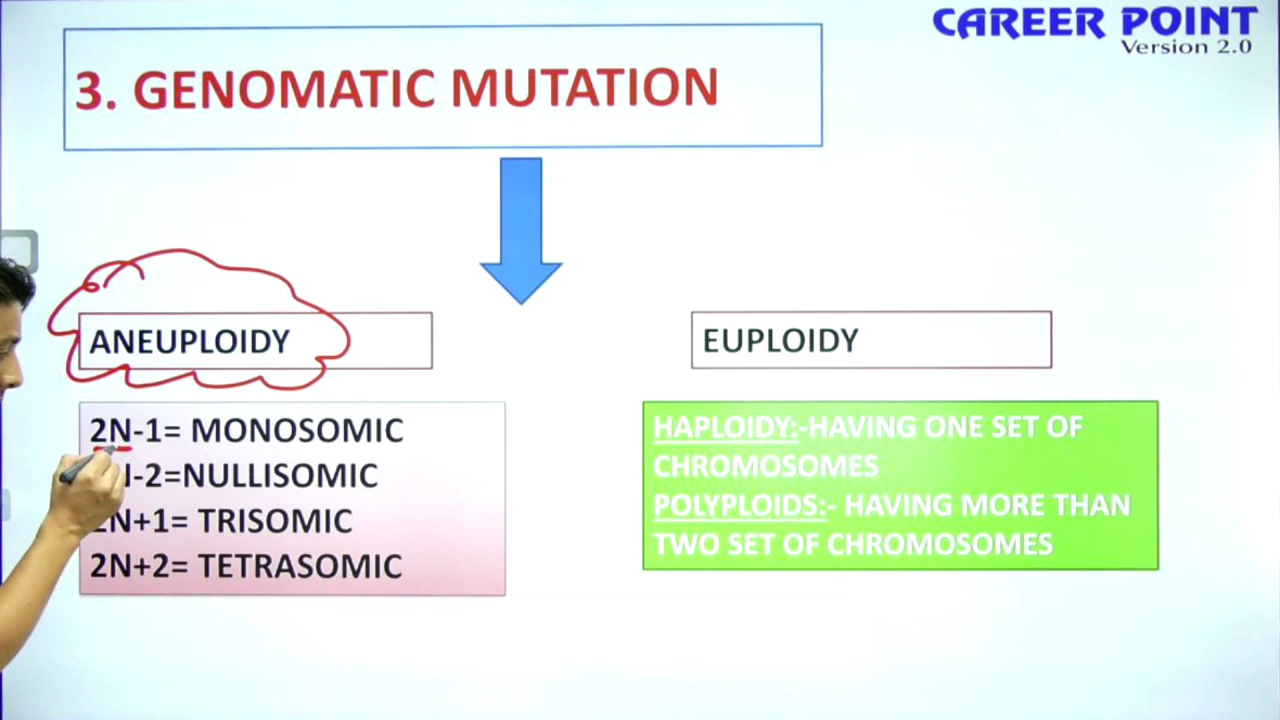 CAREER POINT
Version 2.0
3. GENOMATIC MUTATION
ANEUPLOIDY
EUPLOIDY
2N-1= MONOSOMIC
-2=NULLISOMIC
2N+1= TRISOMIC
2N+2= TETRASOMIC
HAPLOIDY:-HAVING ONE SET OF
CHROMOSOMES
POLYPLOIDS:- HAVING MORE THAN
TWO SET OF CHROMOSOMES